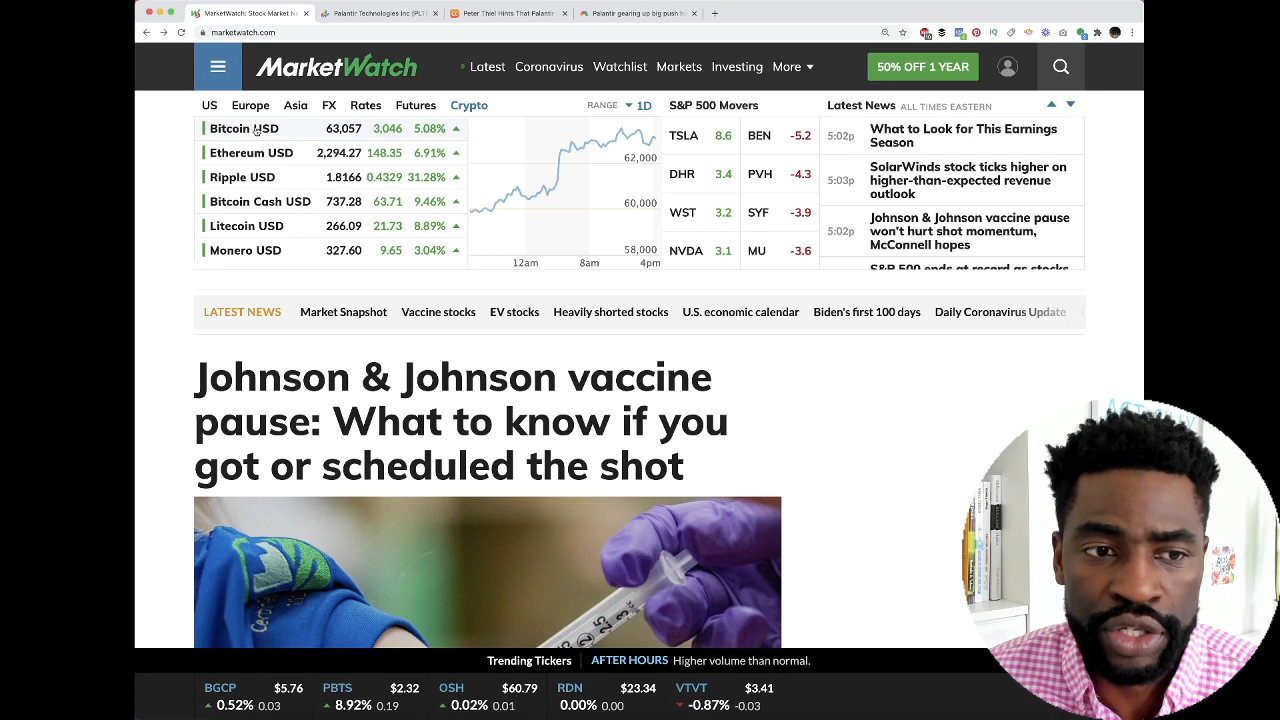 MarketWatch: Stock Market Ne
Palantir Technologies Inc (PLT
Peter Thiel Hints That Palanti
Palantir gearing up big push h
marketwatch.com
MarketWatch
Latest Coronavirus Watchlist Markets Investing More
50% OFF 1 YEAR
US Europe Asia FX Rates Futures Crypto
RANGE 1D
S&P 500 Movers
Latest News ALL TIMES EASTERN
Bitcoin USD 63,057 3,046 5.08%
Ethereum USD 2,294.27 148.35 6.91%
Ripple USD 1.8166 0.4329 31.28%
Bitcoin Cash USD 737.28 63.71 9.46%
Litecoin USD 266.09 21.73 8.89%
Monero USD 327.60 9.65 3.04%
62,000
60,000
58,000
12am 8am 4pm
TSLA 8.6 BEN -5.2
DHR 3.4 PVH -4.3
WST 3.2 SYF -3.9
NVDA 3.1 MU -3.6
5:02p What to Look for This Earnings
Season
5:03p SolarWinds stock ticks higher on
higher-than-expected revenue
outlook
5:02p Johnson & Johnson vaccine pause
won't hurt shot momentum,
McConnell hopes
S&P 500 ends at record as stocks
LATEST NEWS Market Snapshot Vaccine stocks EV stocks Heavily shorted stocks U.S. economic calendar Biden's first 100 days Daily Coronavirus Update
Johnson & Johnson vaccine
pause: What to know if you
got or scheduled the shot
Trending Tickers AFTER HOURS Higher volume than normal.
BGCP $5.76 PBTS $2.32 OSH $60.79 RDN $23.34 VTVT $3.41
0.52% 0.03 8.92% 0.19 0.02% 0.01 0.00% 0.00 -0.87% -0.03